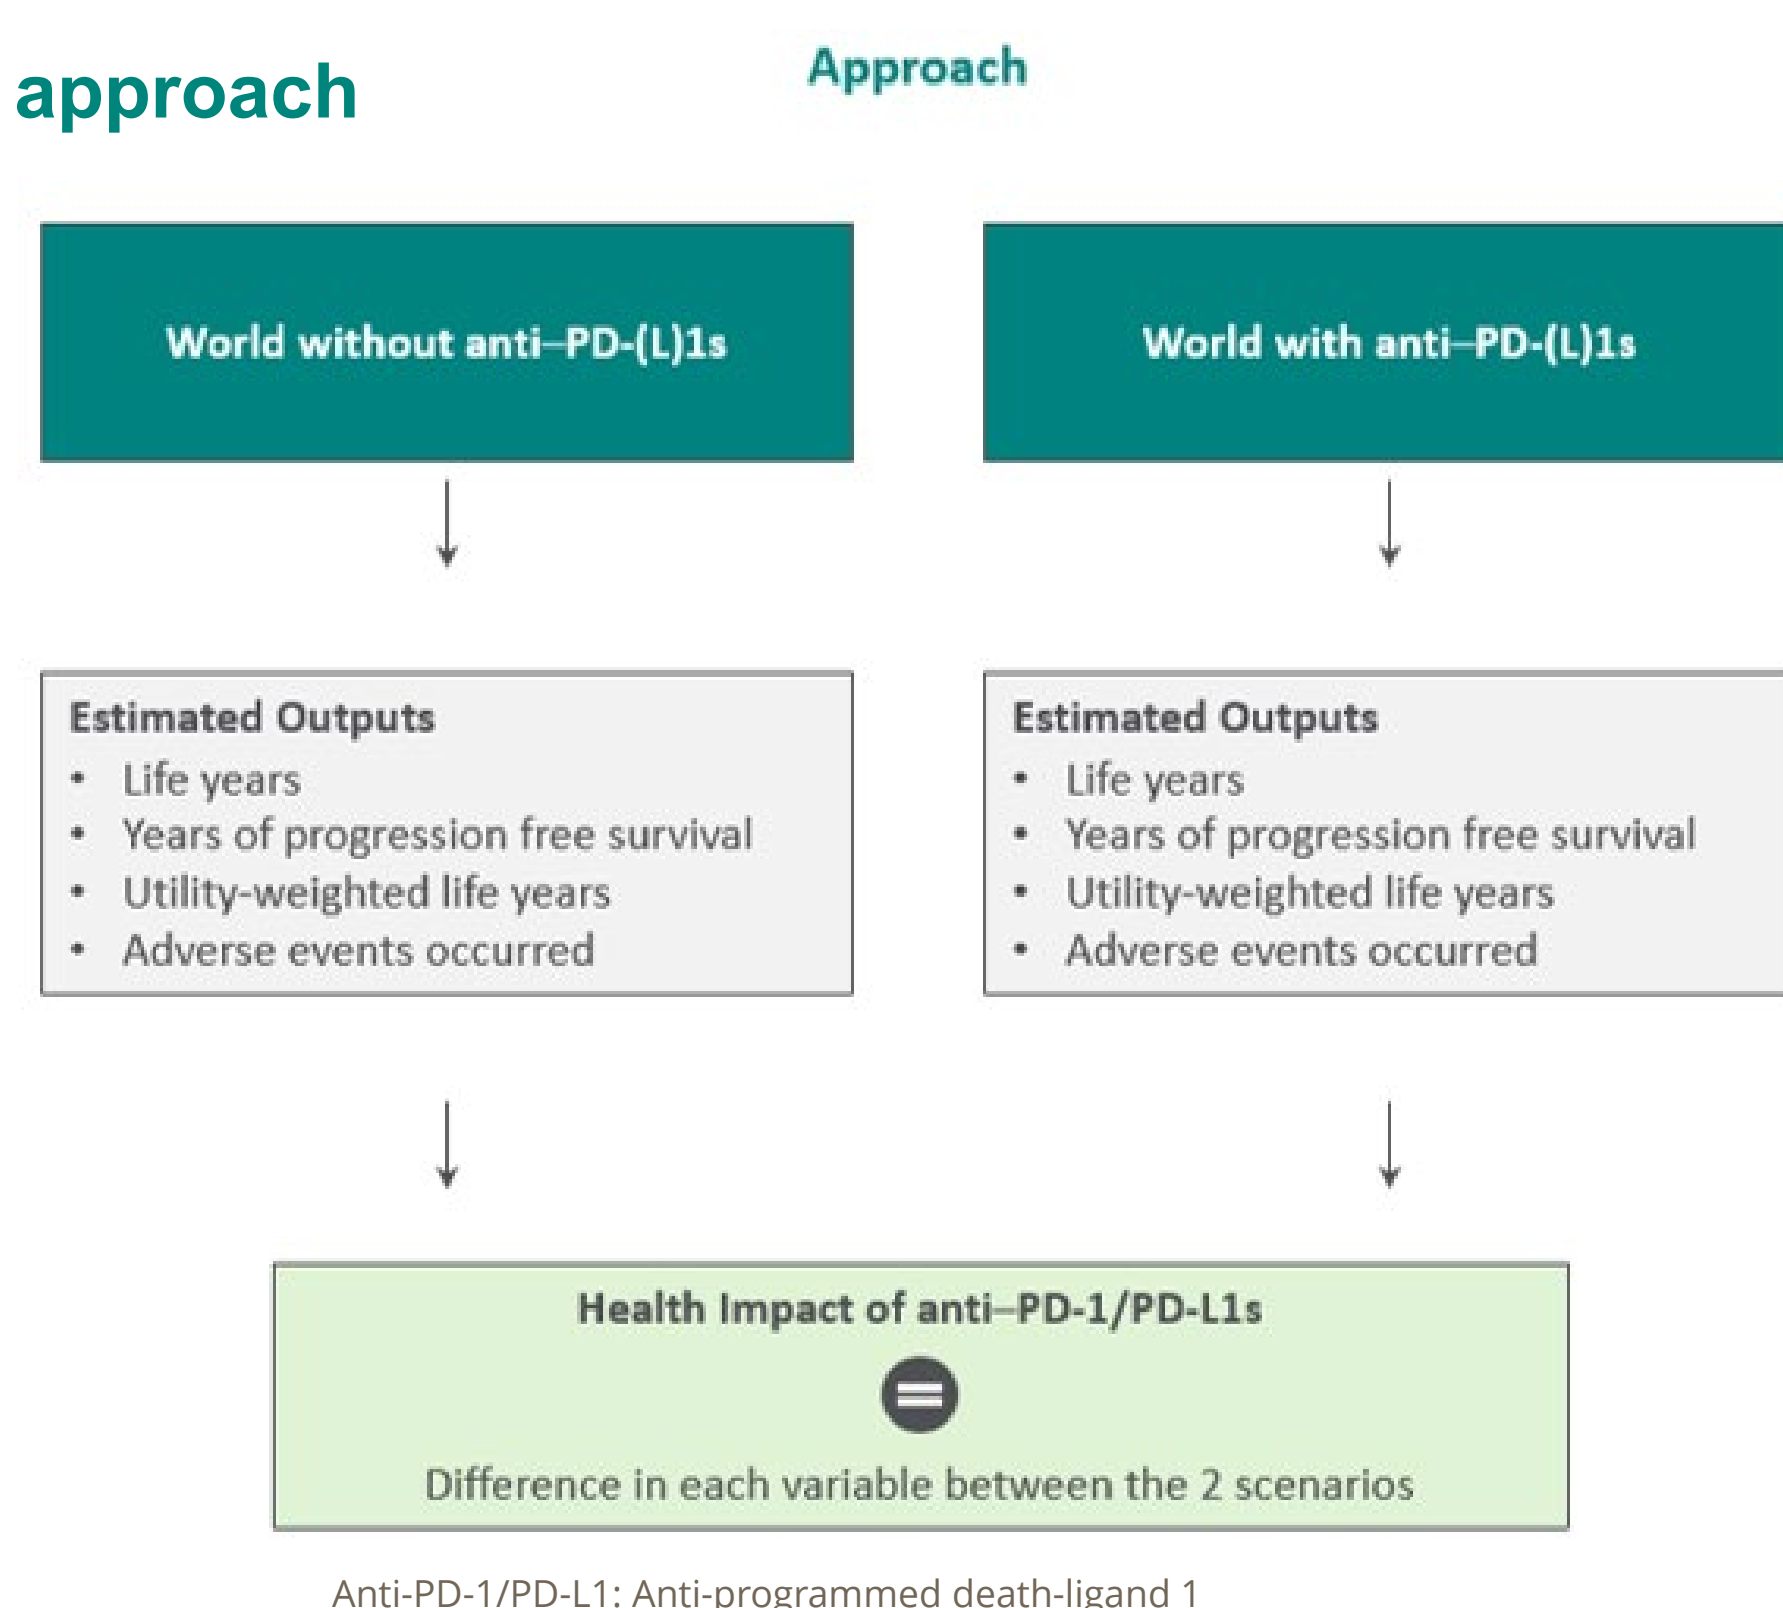 approach
Approach
World without anti–PD-(L)1s
World with anti–PD-(L)1s
Estimated Outputs
• Life years
• Years of progression free survival
• Utility-weighted life years
• Adverse events occurred
Estimated Outputs
• Life years
• Years of progression free survival
• Utility-weighted life years
• Adverse events occurred
Health Impact of anti–PD-1/PD-L1s
=
Difference in each variable between the 2 scenarios
Anti-PD-1/PD-L1: Anti-programmed death-ligand 1